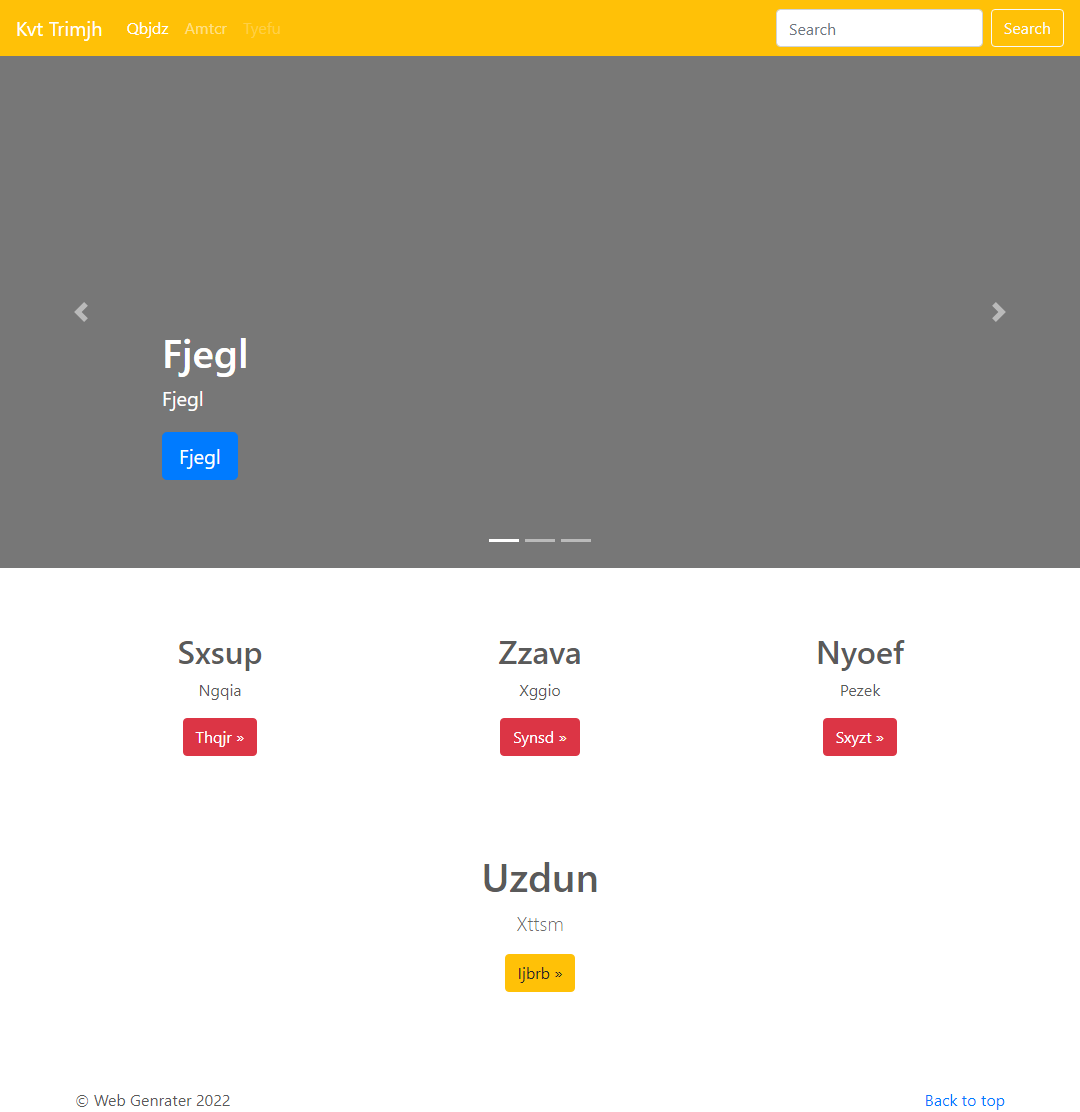 Kvt Trimjh Qbjdz Amtcr Tyefu Search Search
Fjegl
Fjegl
Fjegl
Sxsup Zzava Nyoef
Ngqia Xggio Pezek
Thqjr » Synsd » Sxyzt »
Uzdun
Xttsm
Ijbrb »
© Web Genrater 2022 Back to top